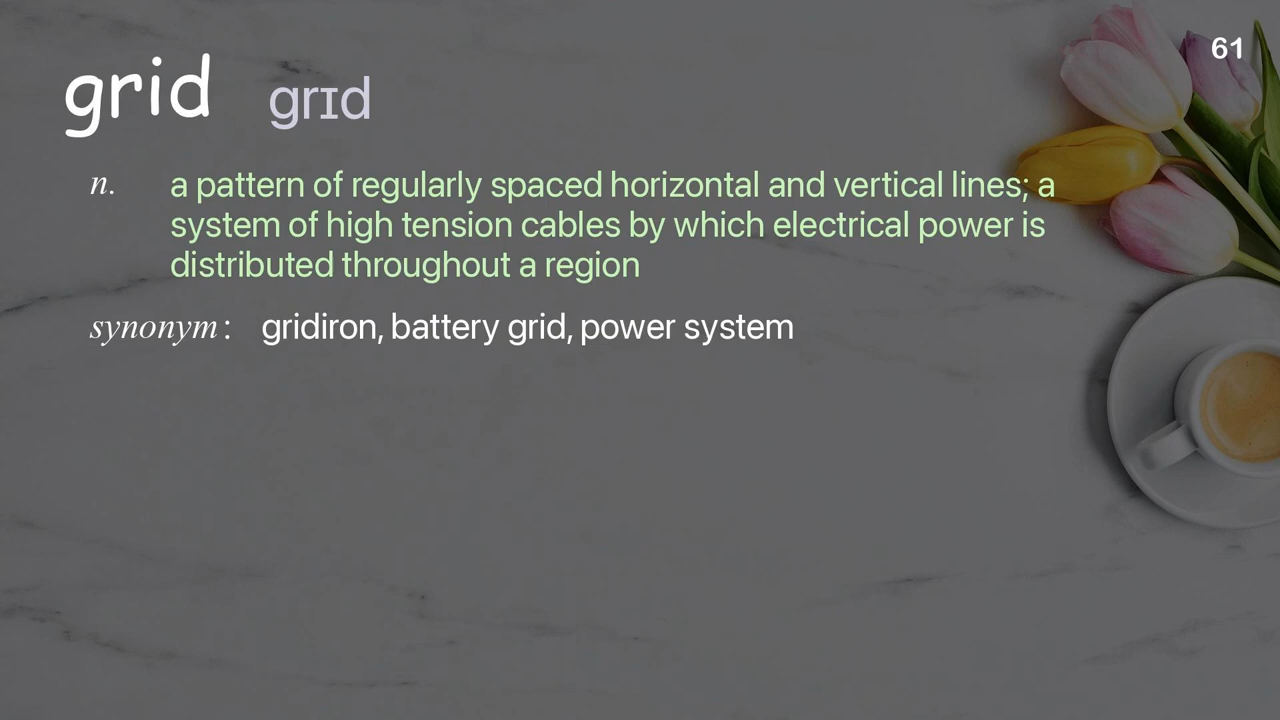 61
grid grɪd
n. a pattern of regularly spaced horizontal and vertical lines; a
system of high tension cables by which electrical power is
distributed throughout a region
synonym: gridiron, battery grid, power system